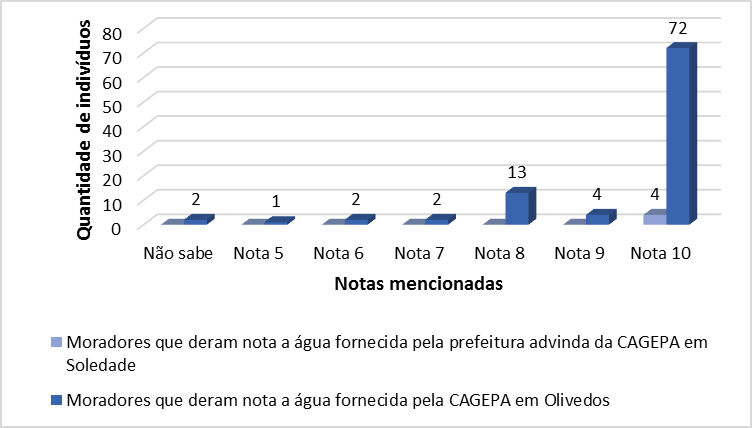 Quantidade de indivíduos
80
70
60
50
40
30
20
10
0
2
1
2
2
13
4
4
72
Não sabe
Nota 5
Nota 6
Nota 7
Nota 8
Nota 9
Nota 10
Notas mencionadas
Moradores que deram nota a água fornecida pela prefeitura advinda da CAGEPA em
Soledade
Moradores que deram nota a água fornecida pela CAGEPA em Olivedos